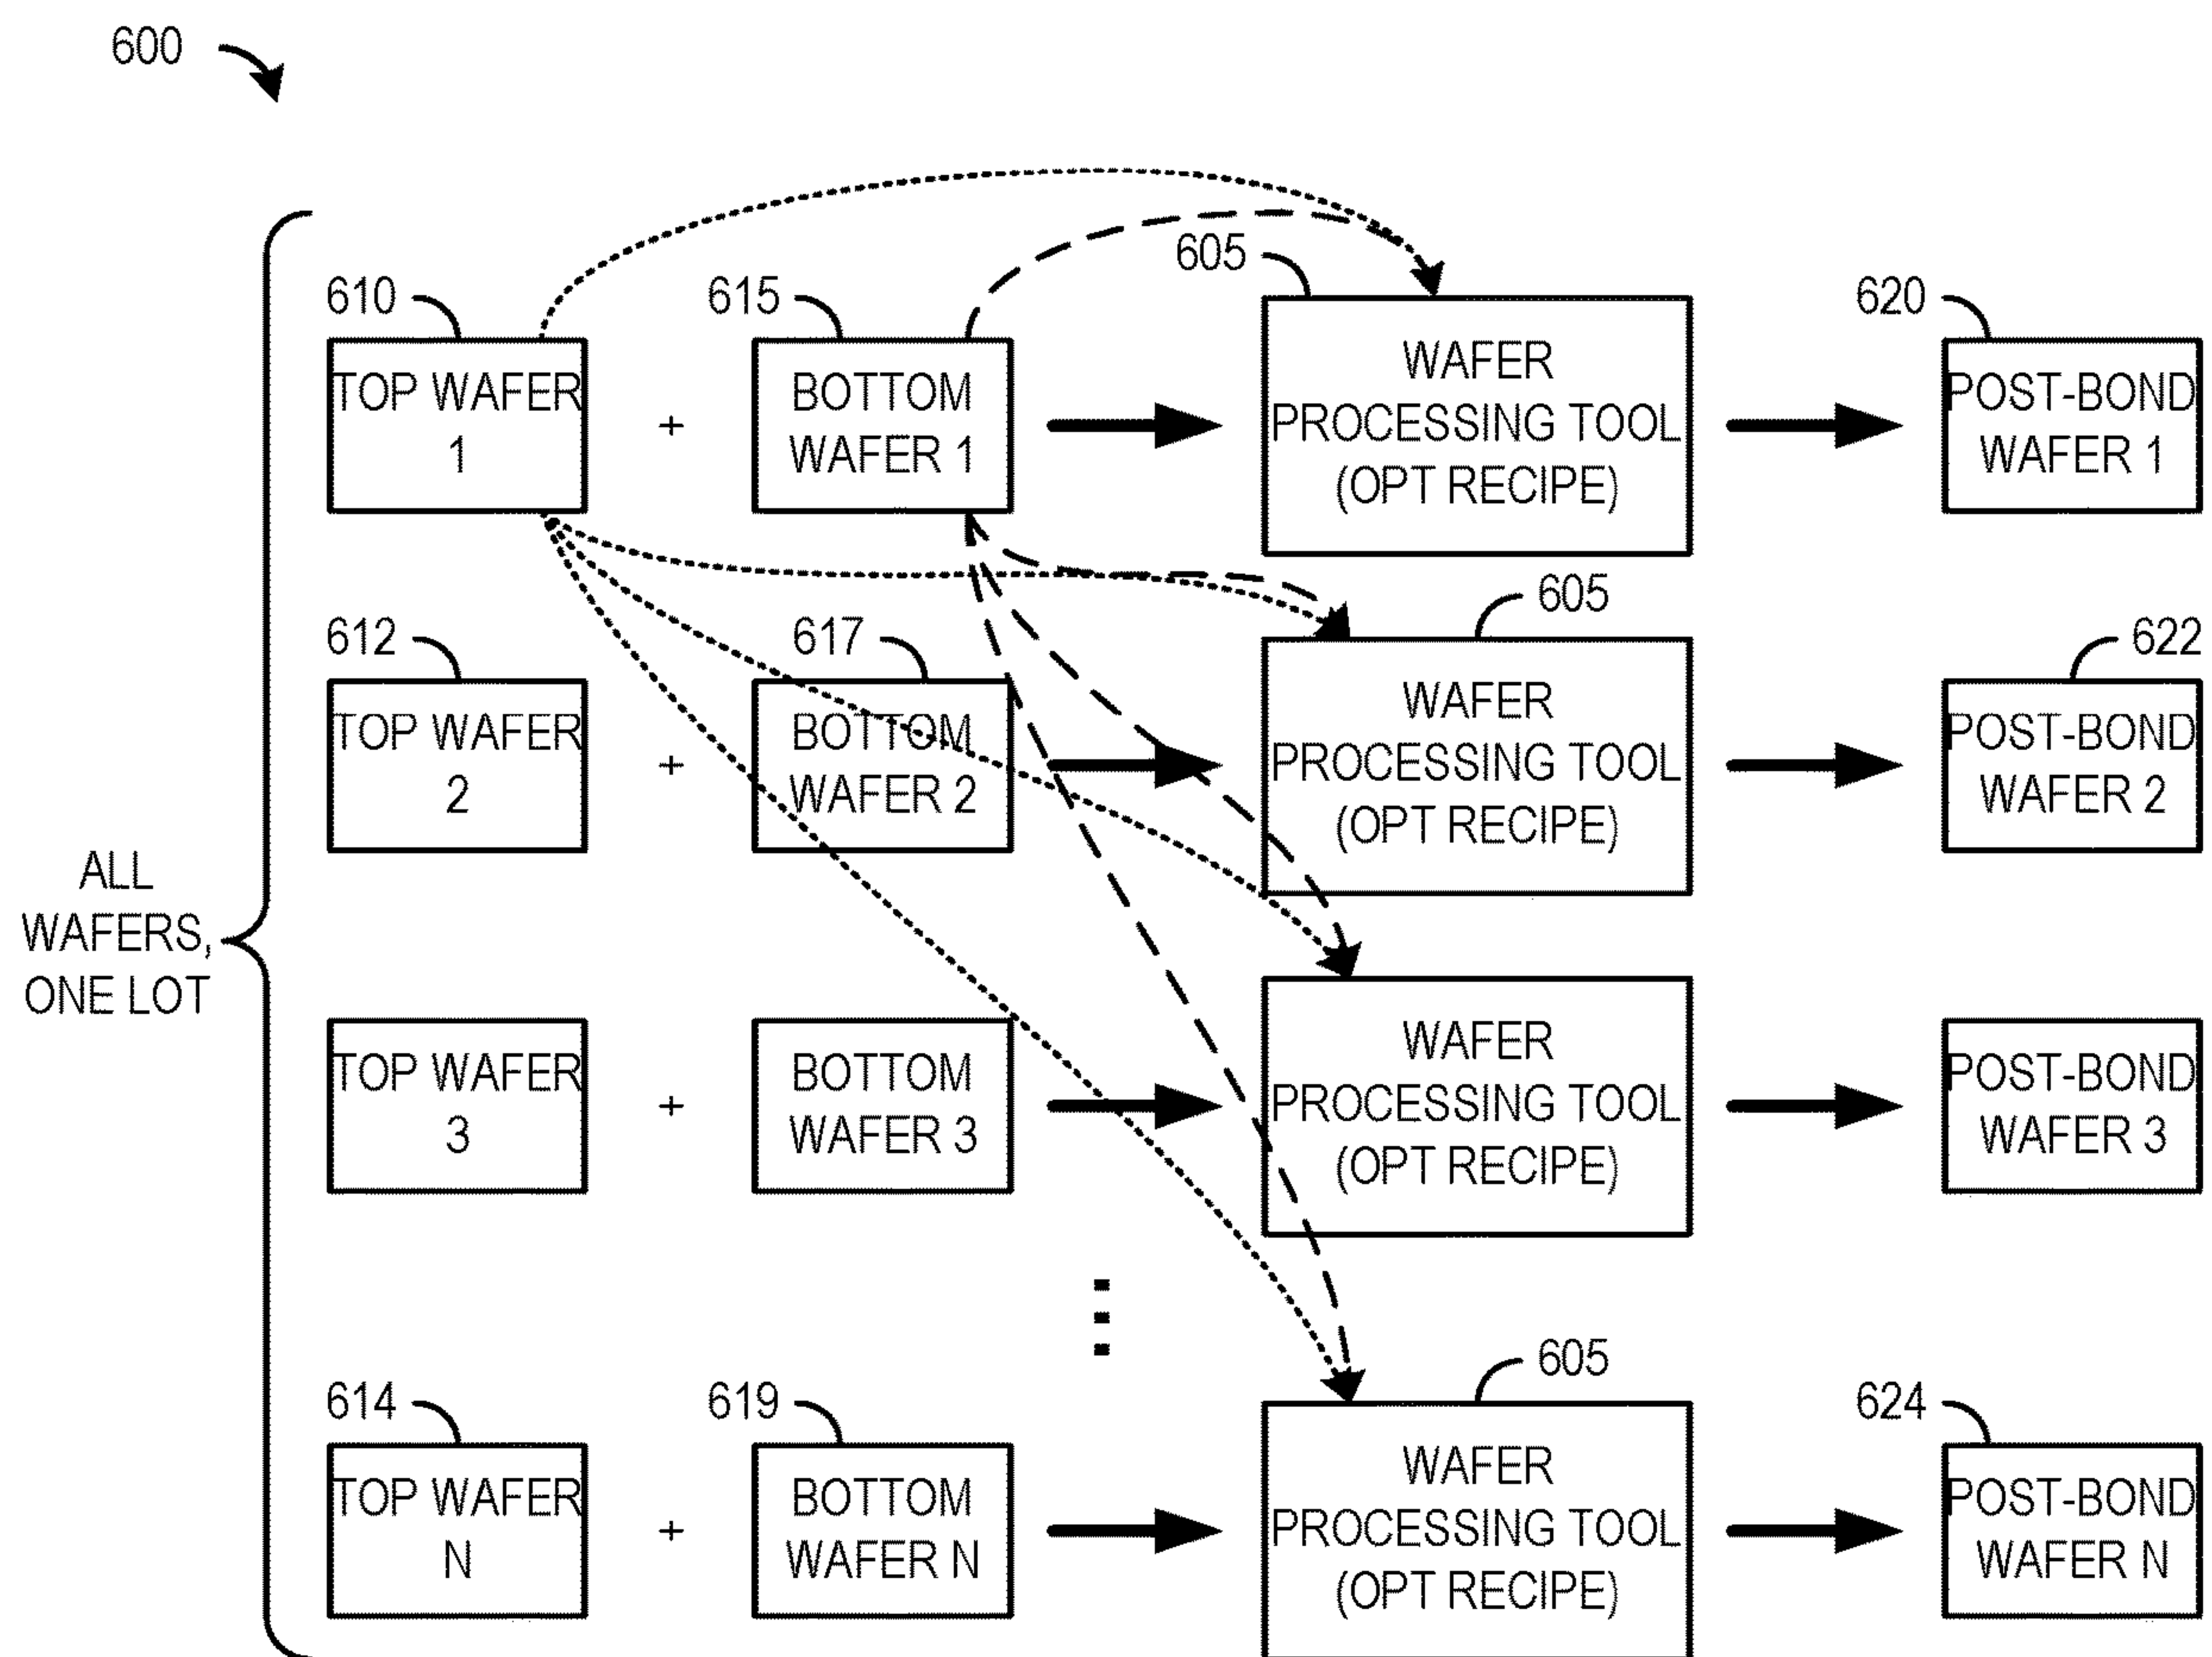 600
605
610
615
620
TOP WAFER
1
+
BOTTOM
WAFER 1
WAFER
PROCESSING TOOL
(OPT RECIPE)
POST-BOND
WAFER 1
605
612
617
622
TOP WAFER
2
+
BOTTOM
WAFER 2
WAFER
PROCESSING TOOL
(OPT RECIPE)
POST-BOND
WAFER 2
ALL
WAFERS,
ONE LOT
TOP WAFER
3
+
BOTTOM
WAFER 3
WAFER
PROCESSING TOOL
(OPT RECIPE)
POST-BOND
WAFER 3
605
614
619
624
TOP WAFER
N
+
BOTTOM
WAFER N
WAFER
PROCESSING TOOL
(OPT RECIPE)
POST-BOND
WAFER N